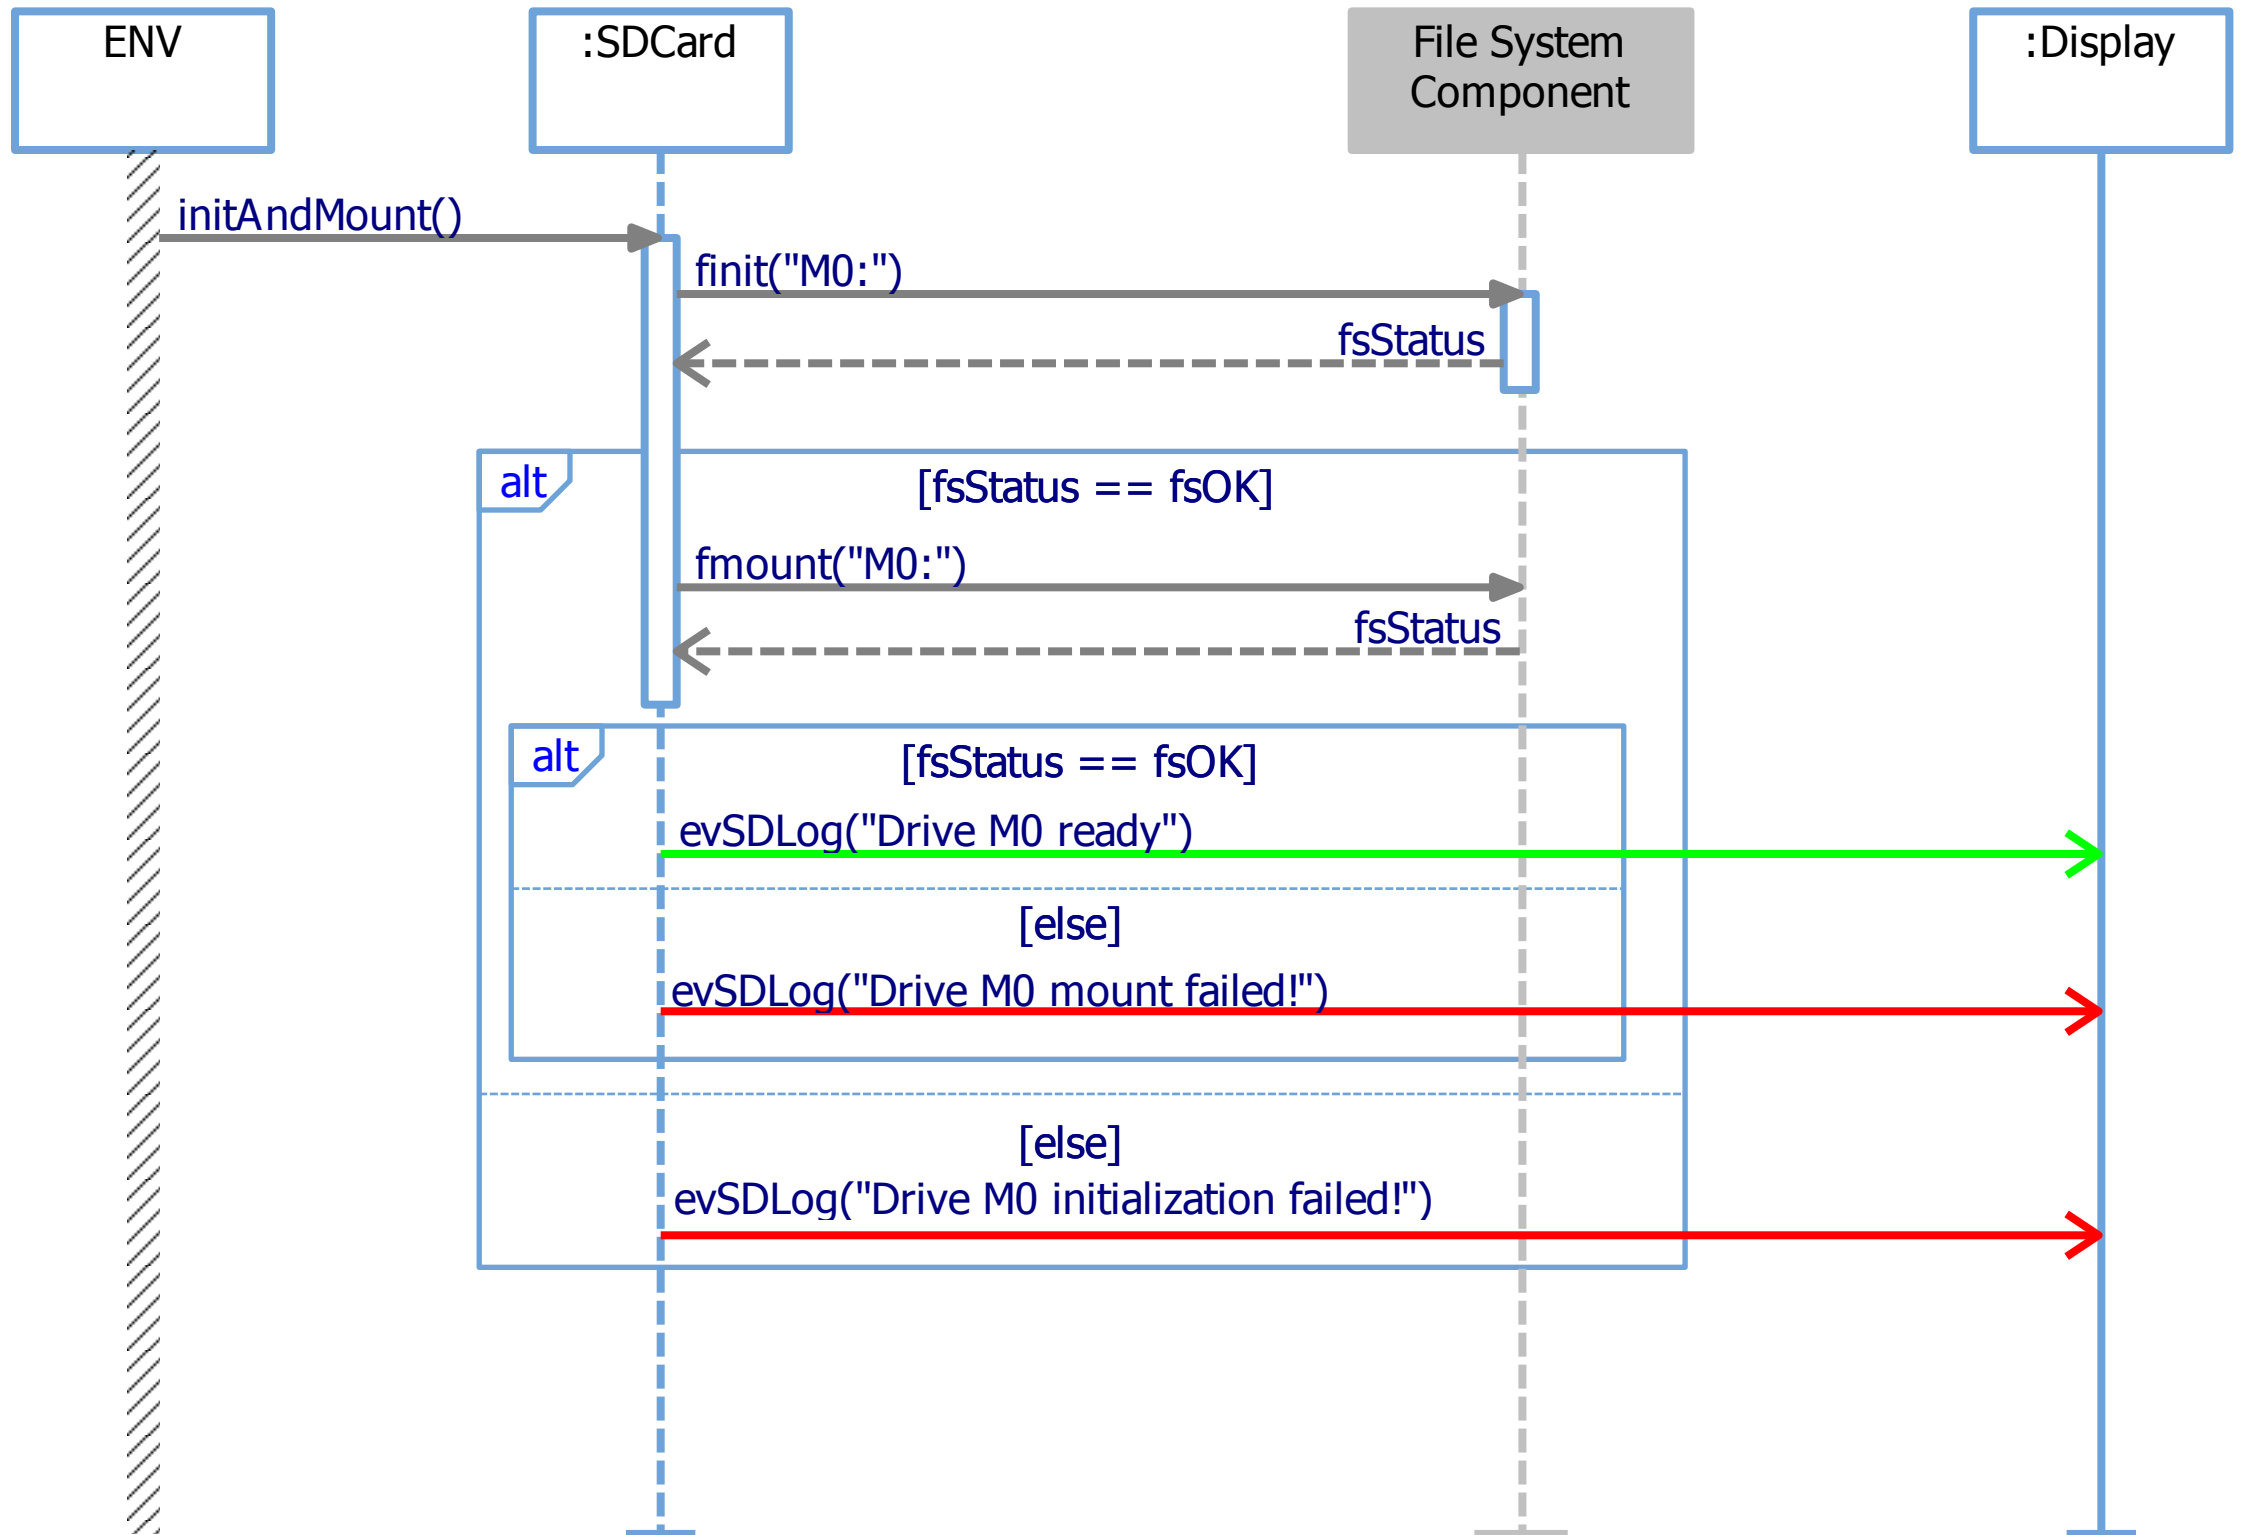 ENV
:SDCard
File System
Component
:Display
initAndMount()
finit("M0:")
fsStatus
alt
[fsStatus == fsOK]
fmount("M0:")
fsStatus
alt
[fsStatus == fsOK]
evSDLog("Drive M0 ready")
[else]
evSDLog("Drive M0 mount failed!")
[else]
evSDLog("Drive M0 initialization failed!")